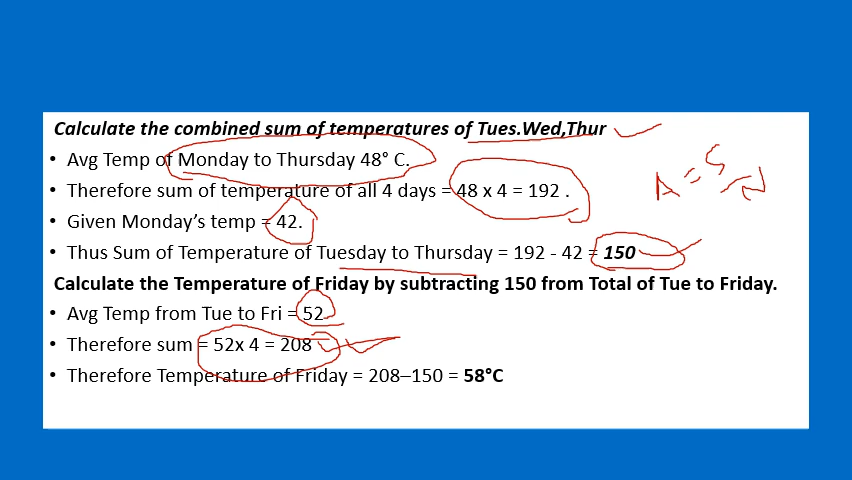 Calculate the combined sum of temperatures of Tues.Wed,Thur
• Avg Temp of Monday to Thursday 48° C.
• Therefore sum of temperature of all 4 days = 48 x 4 = 192 .
A = S/N
• Given Monday's temp = 42.
• Thus Sum of Temperature of Tuesday to Thursday = 192 - 42 = 150
Calculate the Temperature of Friday by subtracting 150 from Total of Tue to Friday.
• Avg Temp from Tue to Fri = 52
• Therefore sum = 52x 4 = 208
• Therefore Temperature of Friday = 208–150 = 58°C